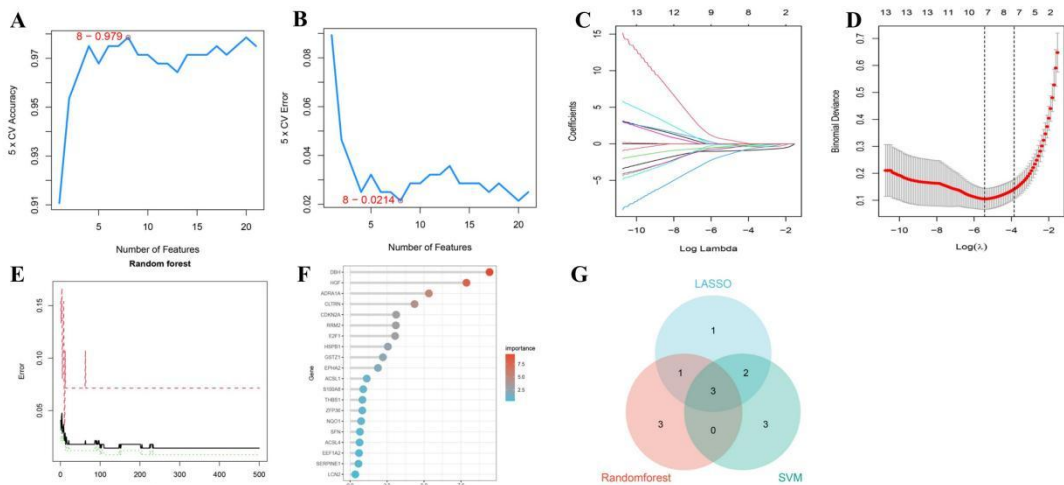 A
8 − 0.979
5 x CV Accuracy
0.91 0.93 0.95 0.97
5 10 15 20
Number of Features
B
8 − 0.0214
5 x CV Error
0.02 0.04 0.06 0.08
5 10 15 20
Number of Features
C
13 12 9 8 2
Coefficients
15
10
5
0
−5
−10 −8 −6 −4 −2
Log Lambda
D
13 13 13 11 10 7 8 7 5 2
Binomial Deviance
0.7
0.6
0.5
0.4
0.3
0.2
0.1
−10 −8 −6 −4 −2
Log(λ)
E
Random forest
Error
0.05 0.10 0.15
0 100 200 300 400 500
F
Gene
DBH
HGF
ADRA1A
CLTRN
CDKN2A
RRM2
E2F1
HSPB1
GSTZ1
EPHA2
ACSL1
S100A8
THBS1
ZFP36
NQO1
SFN
ACSL4
EEF1A2
SERPINE1
LCN2
importance
7.5
5.0
2.5
G
LASSO
1
1
2
3
3
0
3
Randomforest
SVM